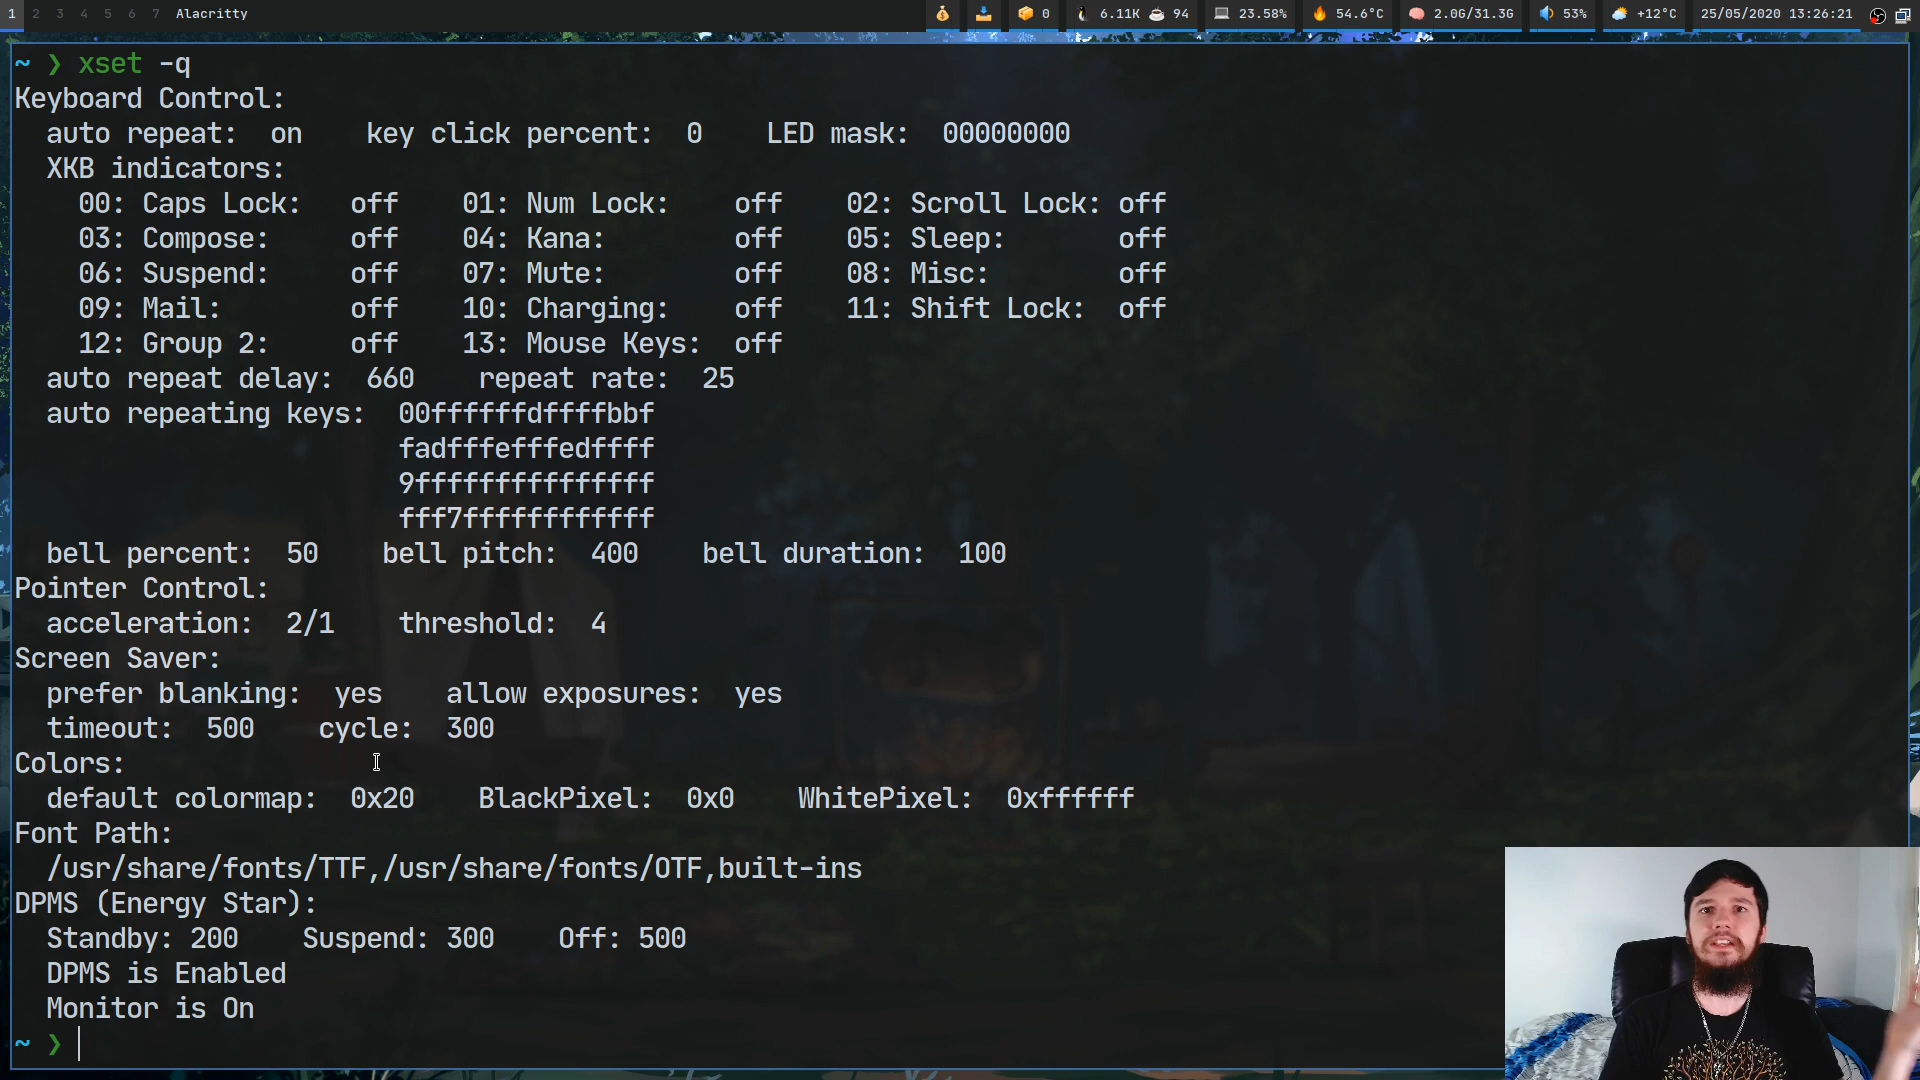 1 2 3 4 5 6 7 Alacritty 0 6.11K 94 23.58% 54.6°C 2.0G/31.3G 53% +12°C 25/05/2020 13:26:21
~ ❯ xset -q
Keyboard Control:
  auto repeat:  on    key click percent:  0    LED mask:  00000000
  XKB indicators:
    00: Caps Lock:   off    01: Num Lock:    off    02: Scroll Lock: off
    03: Compose:     off    04: Kana:        off    05: Sleep:       off
    06: Suspend:     off    07: Mute:        off    08: Misc:        off
    09: Mail:        off    10: Charging:    off    11: Shift Lock:  off
    12: Group 2:     off    13: Mouse Keys:  off
  auto repeat delay:  660    repeat rate:  25
  auto repeating keys:  00ffffffdffffbbf
                        fadfffefffedffff
                        9fffffffffffffff
                        fff7ffffffffffff
  bell percent:  50    bell pitch:  400    bell duration:  100
Pointer Control:
  acceleration:  2/1    threshold:  4
Screen Saver:
  prefer blanking:  yes    allow exposures:  yes
  timeout:  500    cycle:  300
Colors:
  default colormap:  0x20    BlackPixel:  0x0    WhitePixel:  0xffffff
Font Path:
  /usr/share/fonts/TTF,/usr/share/fonts/OTF,built-ins
DPMS (Energy Star):
  Standby: 200    Suspend: 300    Off: 500
  DPMS is Enabled
  Monitor is On
~ ❯